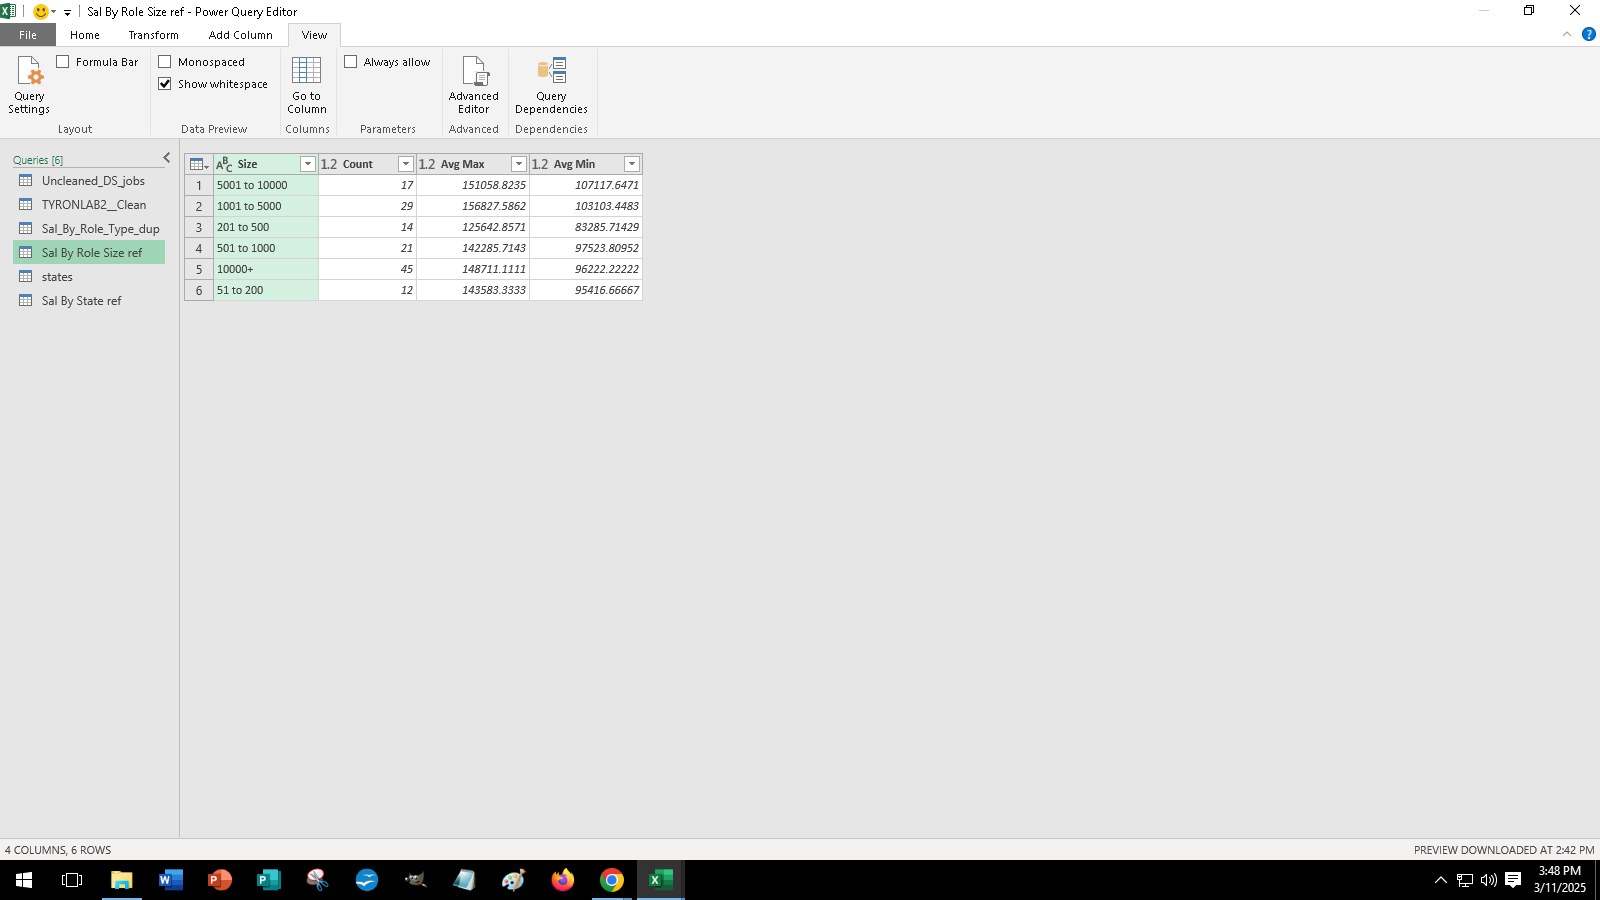 Sal By Role Size ref - Power Query Editor
File Home Transform Add Column View
Query Settings
Formula Bar
Layout
Monospaced
Show whitespace
Data Preview
Go to Column
Columns
Always allow
Parameters
Advanced Editor
Advanced
Query Dependencies
Dependencies
Queries [6]
Uncleaned_DS_jobs
TYRONLAB2__Clean
Sal_By_Role_Type_dup
Sal By Role Size ref
states
Sal By State ref
ABC Size 1.2 Count 1.2 Avg Max 1.2 Avg Min
1 5001 to 10000 17 151058.8235 107117.6471
2 1001 to 5000 29 156827.5862 103103.4483
3 201 to 500 14 125642.8571 83285.71429
4 501 to 1000 21 142285.7143 97523.80952
5 10000+ 45 148711.1111 96222.22222
6 51 to 200 12 143583.3333 95416.66667
4 COLUMNS, 6 ROWS
PREVIEW DOWNLOADED AT 2:42 PM
3:48 PM
3/11/2025